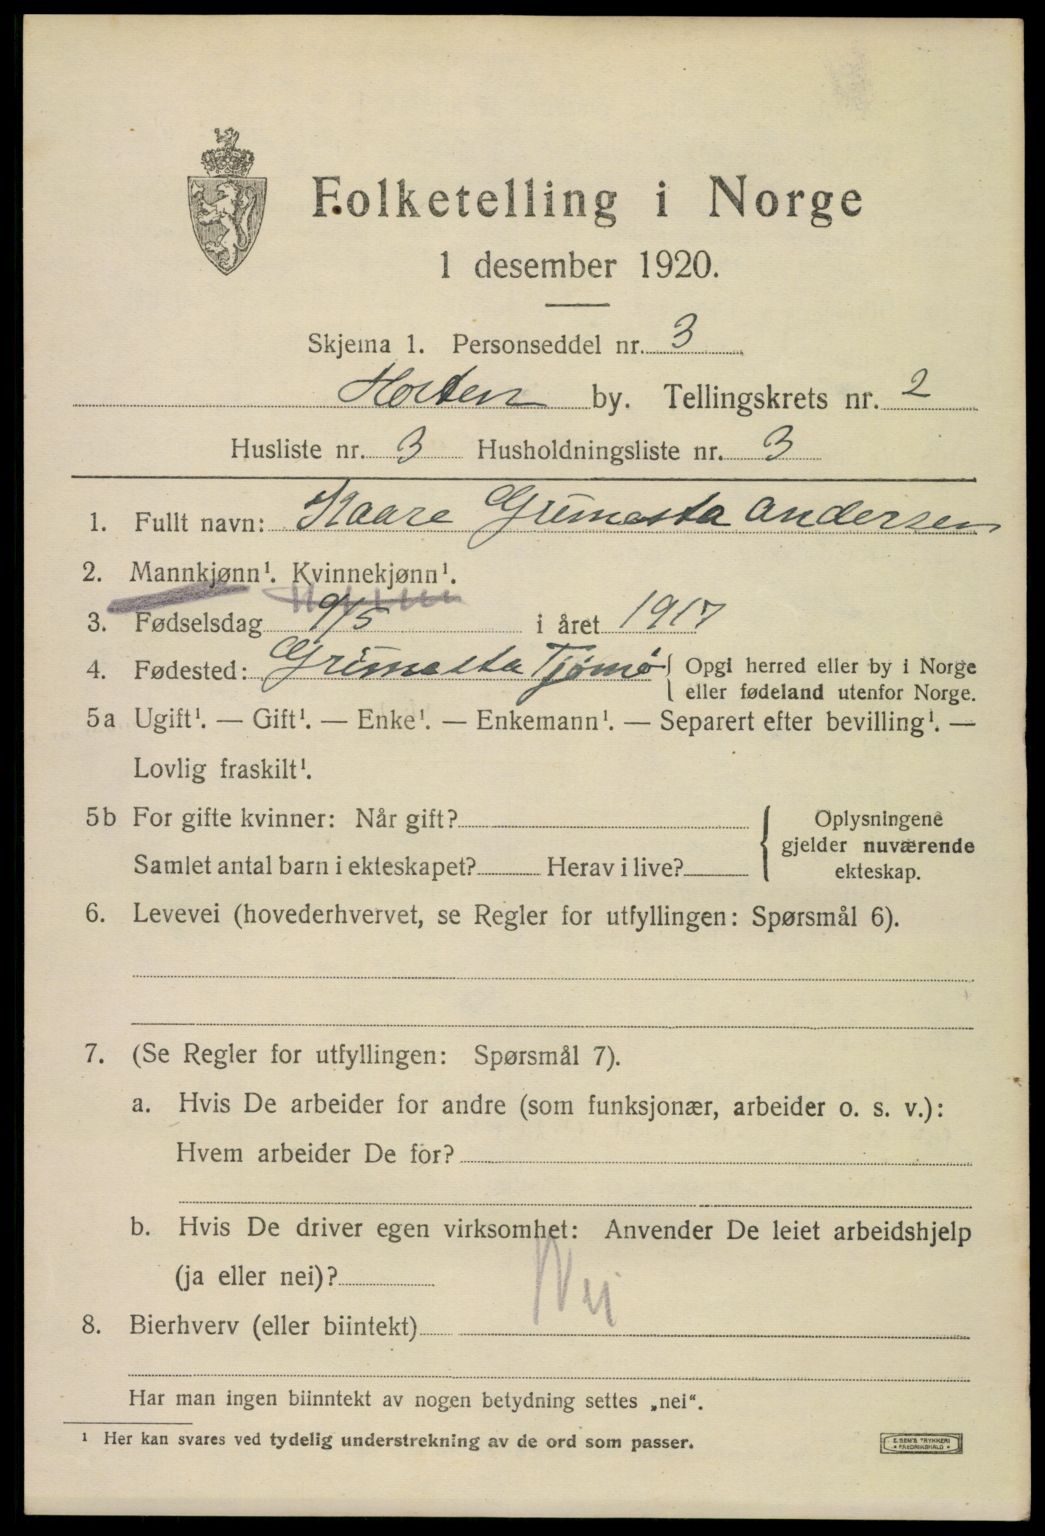 Folketelling i Norge
1 desember 1920.
Skjema 1. Personseddel nr. 3
Horten by. Tellingskrets nr. 2
Husliste nr. 3 Husholdningsliste nr. 3
1. Fullt navn: Kaare Grimesta Andersen
2. Mannkjønn¹. Kvinnekjønn¹.
3. Fødselsdag 9/5 i året 1917
4. Fødested: Grimesta Tjømø { Opgi herred eller by i Norge
eller fødeland utenfor Norge.
5a Ugift¹. — Gift¹. — Enke¹. — Enkemann¹. — Separert efter bevilling¹. —
Lovlig fraskilt¹.
5b For gifte kvinner: Når gift?
Samlet antal barn i ekteskapet? Herav i live?
Oplysningene
gjelder nuværende
ekteskap.
6. Levevei (hovederhvervet, se Regler for utfyllingen: Spørsmål 6).
7. (Se Regler for utfyllingen: Spørsmål 7).
a. Hvis De arbeider for andre (som funksjonær, arbeider o. s. v.):
Hvem arbeider De for?
b. Hvis De driver egen virksomhet: Anvender De leiet arbeidshjelp
(ja eller nei)?
Nei
8. Bierhverv (eller biintekt)
Har man ingen biinntekt av nogen betydning settes „nei“.
¹ Her kan svares ved tydelig understrekning av de ord som passer.
E. SEM'S TRYKKERI
FREDRIKSHALD